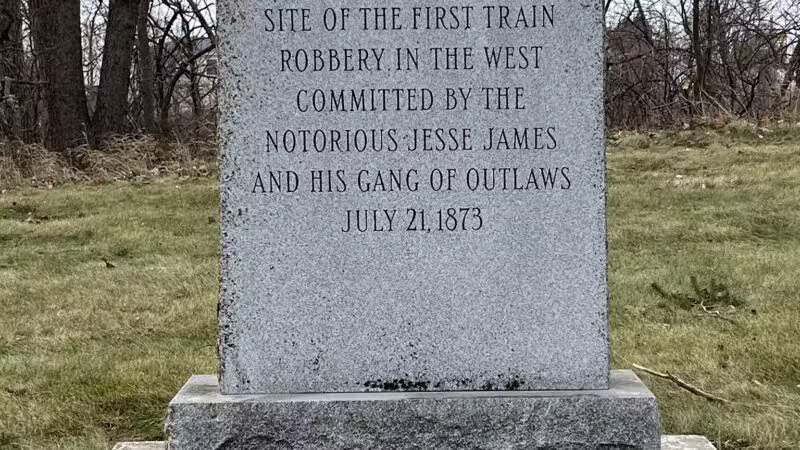 SITE OF THE FIRST TRAIN
ROBBERY IN THE WEST
COMMITTED BY THE
NOTORIOUS JESSE JAMES
AND HIS GANG OF OUTLAWS
JULY 21, 1873